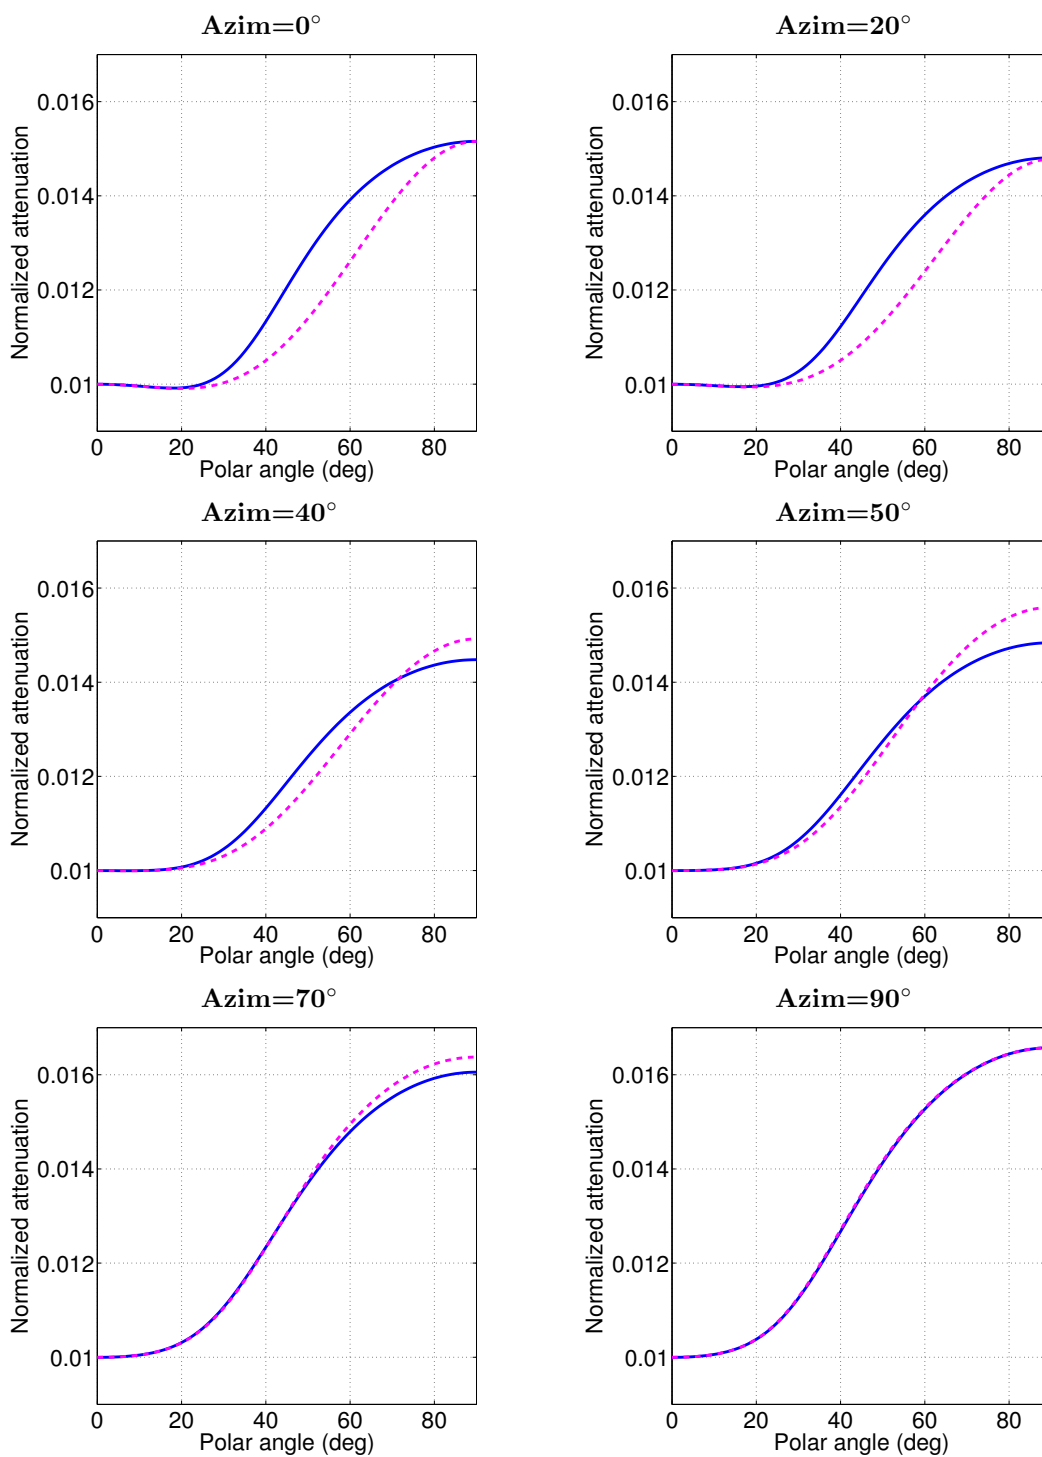 Azim=0°
Normalized attenuation
0.016
0.014
0.012
0.01
0 20 40 60 80
Polar angle (deg)
Azim=20°
Normalized attenuation
0.016
0.014
0.012
0.01
0 20 40 60 80
Polar angle (deg)
Azim=40°
Normalized attenuation
0.016
0.014
0.012
0.01
0 20 40 60 80
Polar angle (deg)
Azim=50°
Normalized attenuation
0.016
0.014
0.012
0.01
0 20 40 60 80
Polar angle (deg)
Azim=70°
Normalized attenuation
0.016
0.014
0.012
0.01
0 20 40 60 80
Polar angle (deg)
Azim=90°
Normalized attenuation
0.016
0.014
0.012
0.01
0 20 40 60 80
Polar angle (deg)